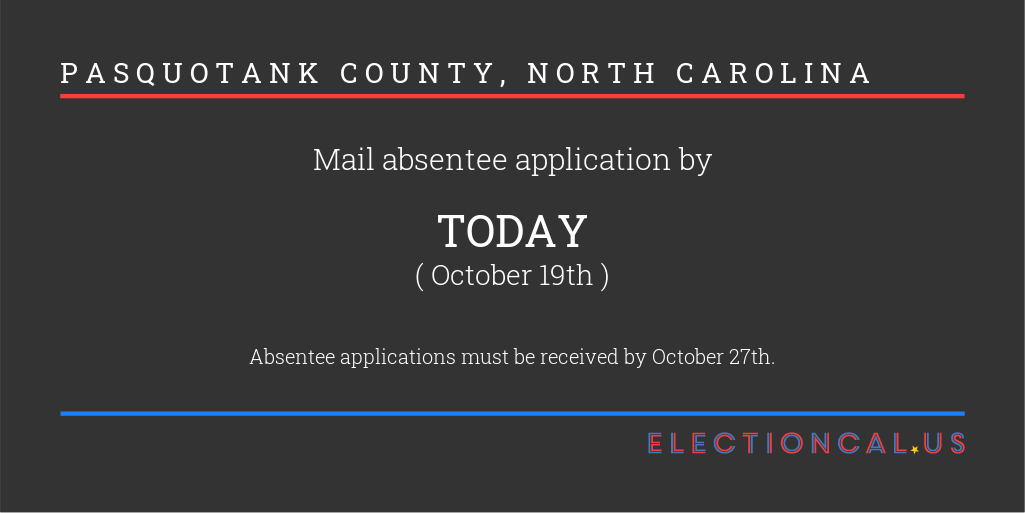 PASQUOTANK COUNTY, NORTH CAROLINA
Mail absentee application by
TODAY
( October 19th )
Absentee applications must be received by October 27th.
ELECTIONCAL.US